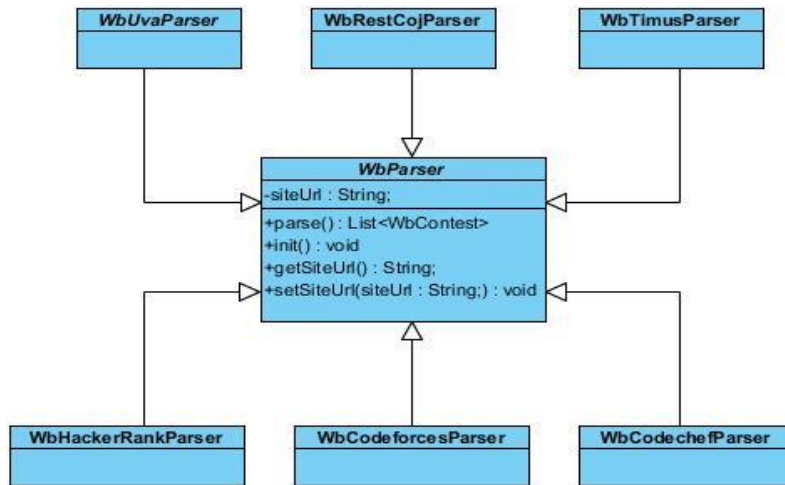 WbUvaParser
WbRestCojParser
WbTimusParser
WbParser
-siteUrl : String;
+parse() : List<WbContest>
+init() : void
+getSiteUrl() : String;
+setSiteUrl(siteUrl : String;) : void
WbHackerRankParser
WbCodeforcesParser
WbCodechefParser